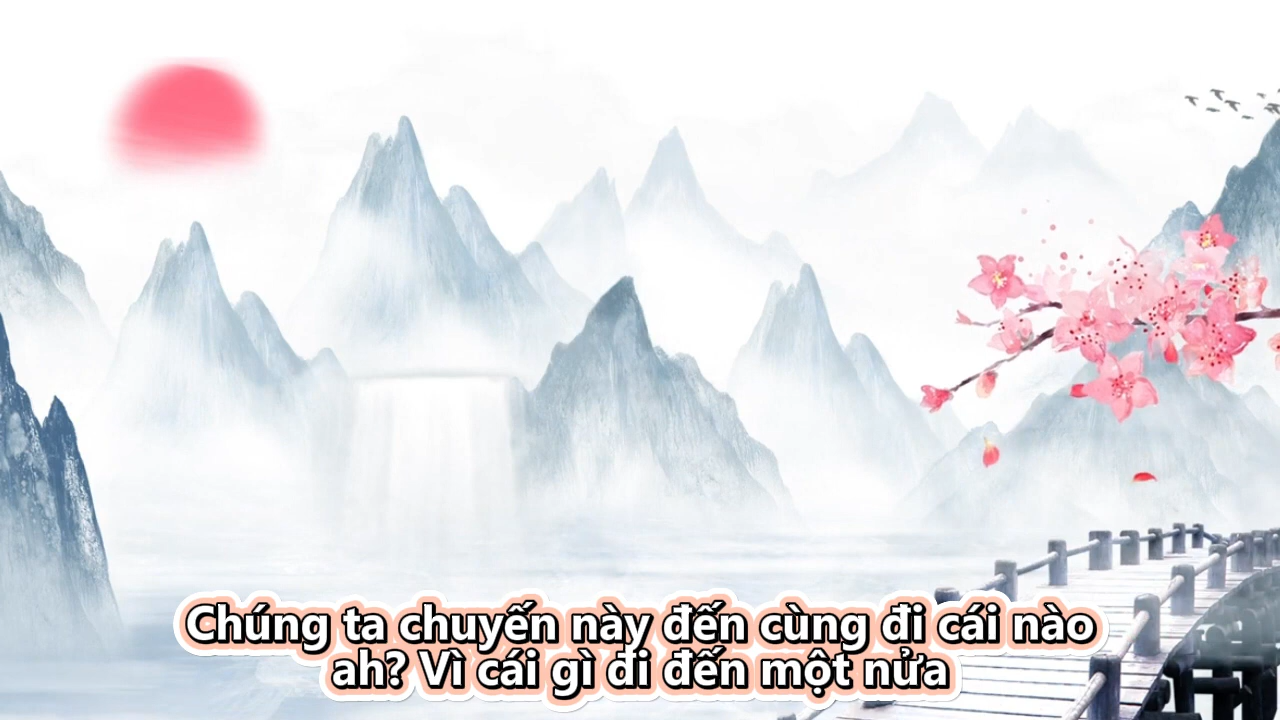 Chúng ta chuyến này đến cùng đi cái nào
ah? Vì cái gì đi đến một nửa